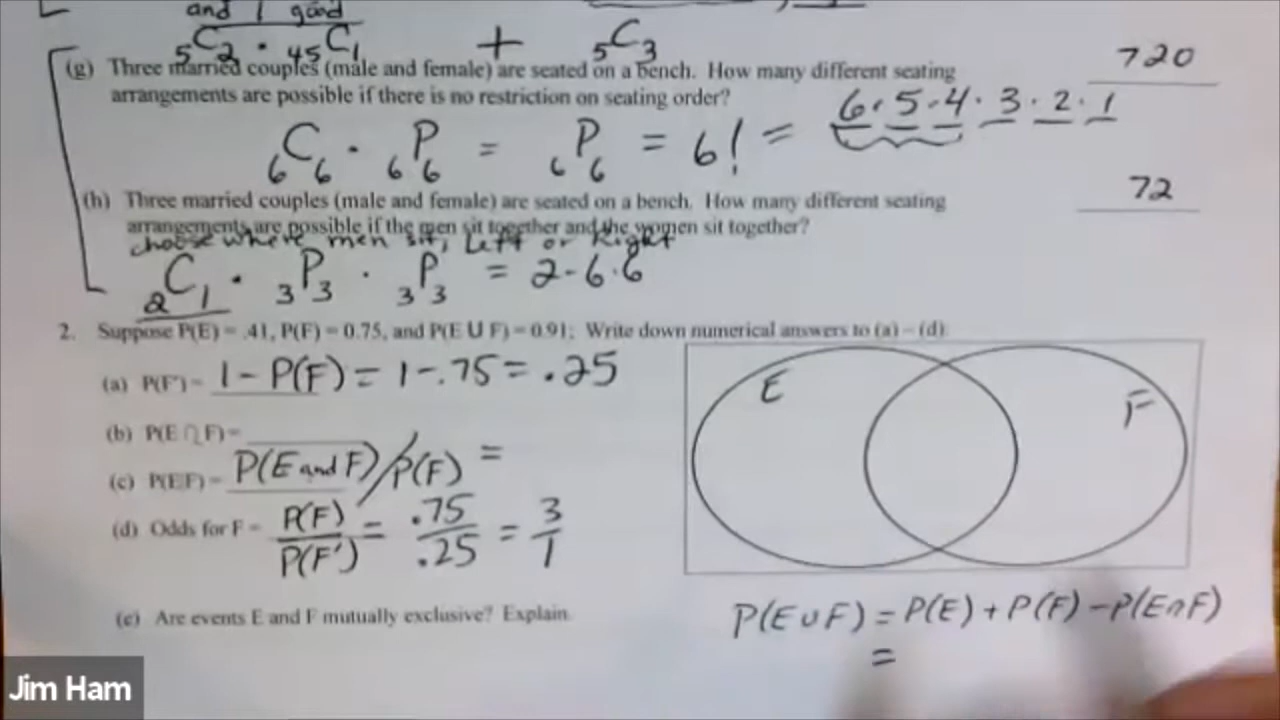 and 1 good
5C2 · 45C1 + 5C3
(g) Three married couples (male and female) are seated on a bench. How many different seating
arrangements are possible if there is no restriction on seating order?
720
6 · 5 · 4 · 3 · 2 · 1
6C6 · 6P6 = 6P6 = 6! =
(h) Three married couples (male and female) are seated on a bench. How many different seating
arrangements are possible if the men sit together and the women sit together?
72
choose where men sit, Left or Right
2C1 · 3P3 · 3P3 = 2·6·6
2. Suppose P(E) = .41, P(F) = 0.75, and P(E U F) = 0.91; Write down numerical answers to (a) – (d)
(a) P(F') = 1 - P(F) = 1 - .75 = .25
(b) P(E ∩ F) =
(c) P(E|F) = P(E and F)/P(F) =
(d) Odds for F = P(F)/P(F') = .75/.25 = 3/1
(e) Are events E and F mutually exclusive? Explain.
E
F
P(E ∪ F) = P(E) + P(F) - P(E ∩ F)
=
Jim Ham